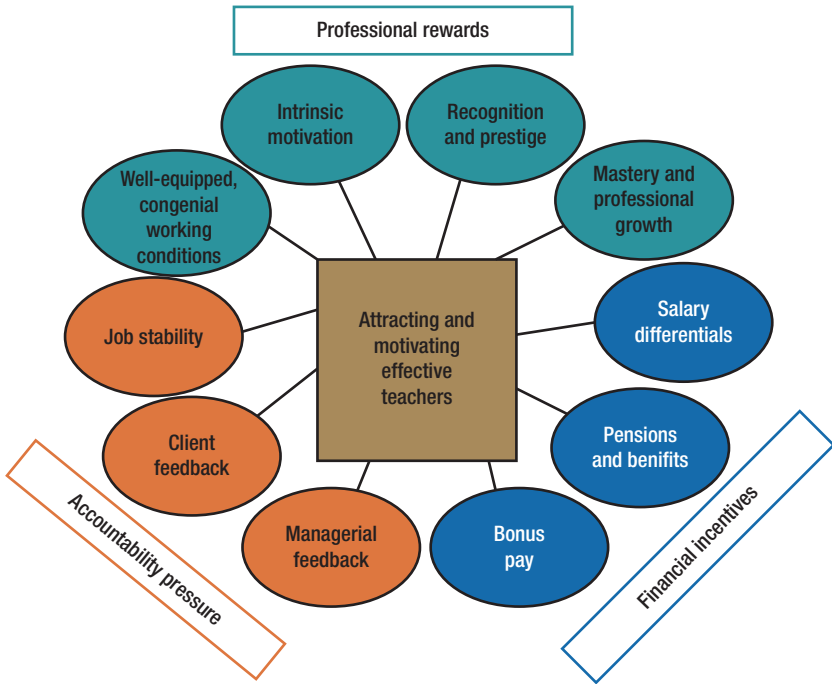 Professional rewards
Intrinsic
motivation
Recognition
and prestige
Well-equipped,
congenial
working
conditions
Mastery and
professional
growth
Job stability
Attracting and
motivating
effective
teachers
Salary
differentials
Client
feedback
Pensions
and benifits
Managerial
feedback
Bonus
pay
Accountability pressure
Financial incentives